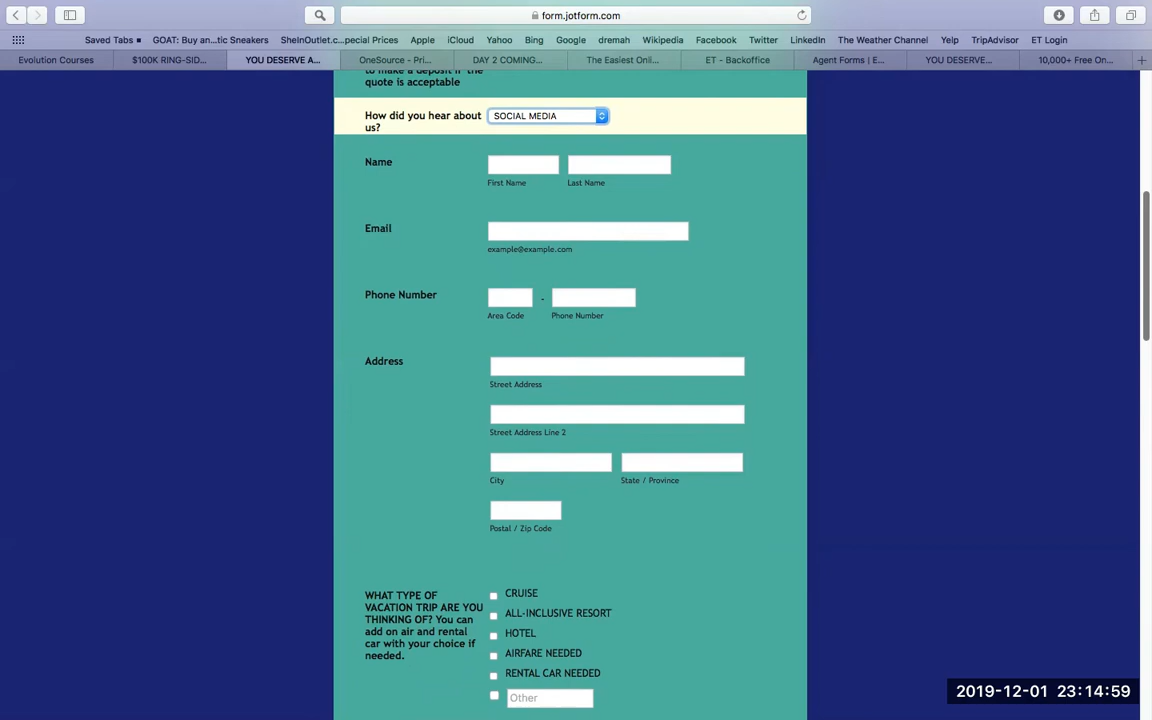 form.jotform.com
Saved Tabs GOAT: Buy an...tic Sneakers SheInOutlet.c...pecial Prices Apple iCloud Yahoo Bing Google dremah Wikipedia Facebook Twitter LinkedIn The Weather Channel Yelp TripAdvisor ET Login
Evolution Courses $100K RING-SID... YOU DESERVE A... OneSource - Pri... DAY 2 COMING... The Easiest Onli... ET - Backoffice Agent Forms | E... YOU DESERVE... 10,000+ Free On...
to make a deposit if the
quote is acceptable
How did you hear about SOCIAL MEDIA
us?
Name
First Name Last Name
Email
example@example.com
Phone Number -
Area Code Phone Number
Address
Street Address
Street Address Line 2
City State / Province
Postal / Zip Code
WHAT TYPE OF
VACATION TRIP ARE YOU
THINKING OF? You can
add on air and rental
car with your choice if
needed.
CRUISE
ALL-INCLUSIVE RESORT
HOTEL
AIRFARE NEEDED
RENTAL CAR NEEDED
Other
2019-12-01 23:14:59